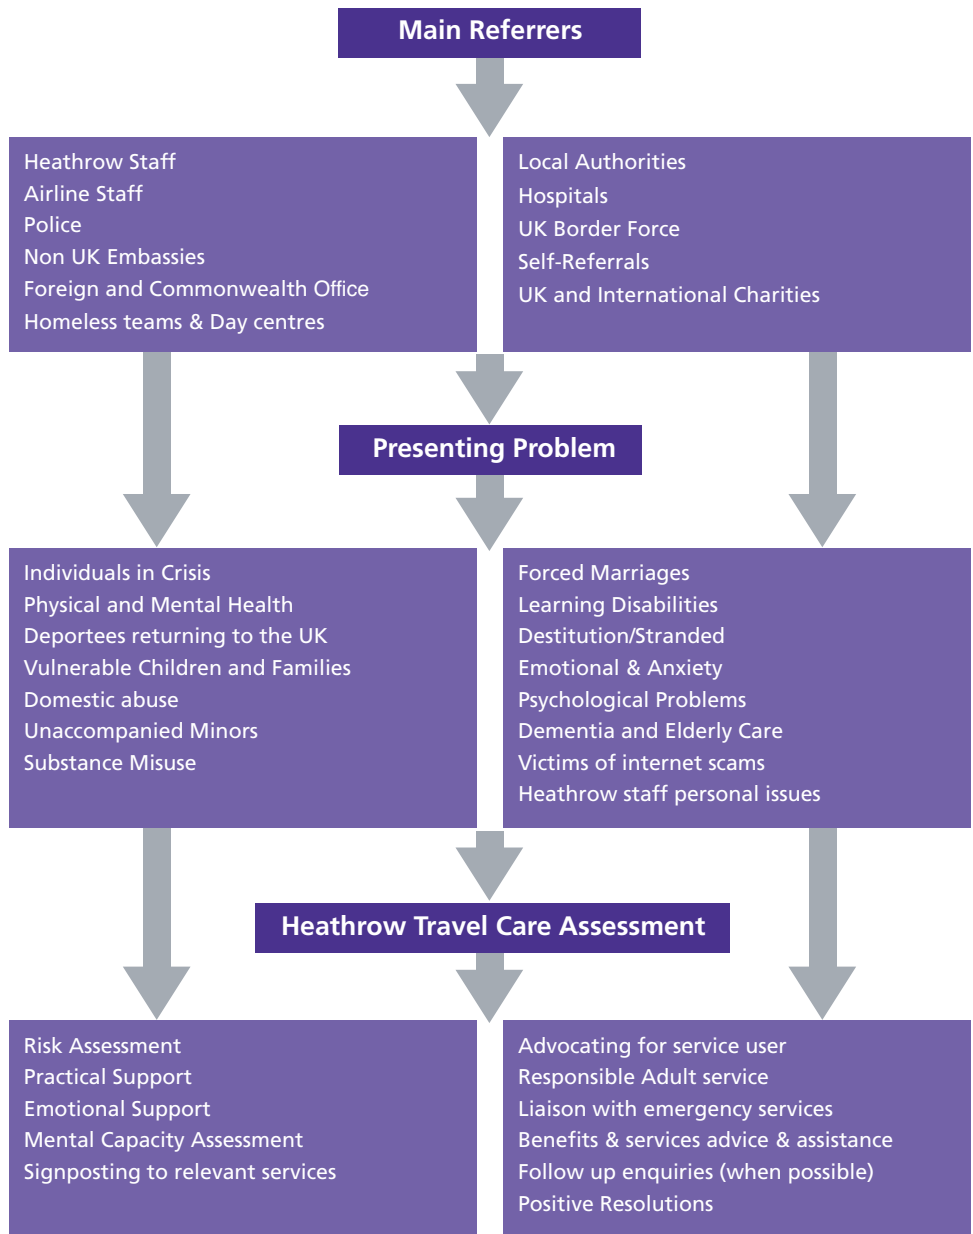 Main Referrers
Heathrow Staff
Airline Staff
Police
Non UK Embassies
Foreign and Commonwealth Office
Homeless teams & Day centres
Local Authorities
Hospitals
UK Border Force
Self-Referrals
UK and International Charities
Presenting Problem
Individuals in Crisis
Physical and Mental Health
Deportees returning to the UK
Vulnerable Children and Families
Domestic abuse
Unaccompanied Minors
Substance Misuse
Forced Marriages
Learning Disabilities
Destitution/Stranded
Emotional & Anxiety
Psychological Problems
Dementia and Elderly Care
Victims of internet scams
Heathrow staff personal issues
Heathrow Travel Care Assessment
Risk Assessment
Practical Support
Emotional Support
Mental Capacity Assessment
Signposting to relevant services
Advocating for service user
Responsible Adult service
Liaison with emergency services
Benefits & services advice & assistance
Follow up enquiries (when possible)
Positive Resolutions